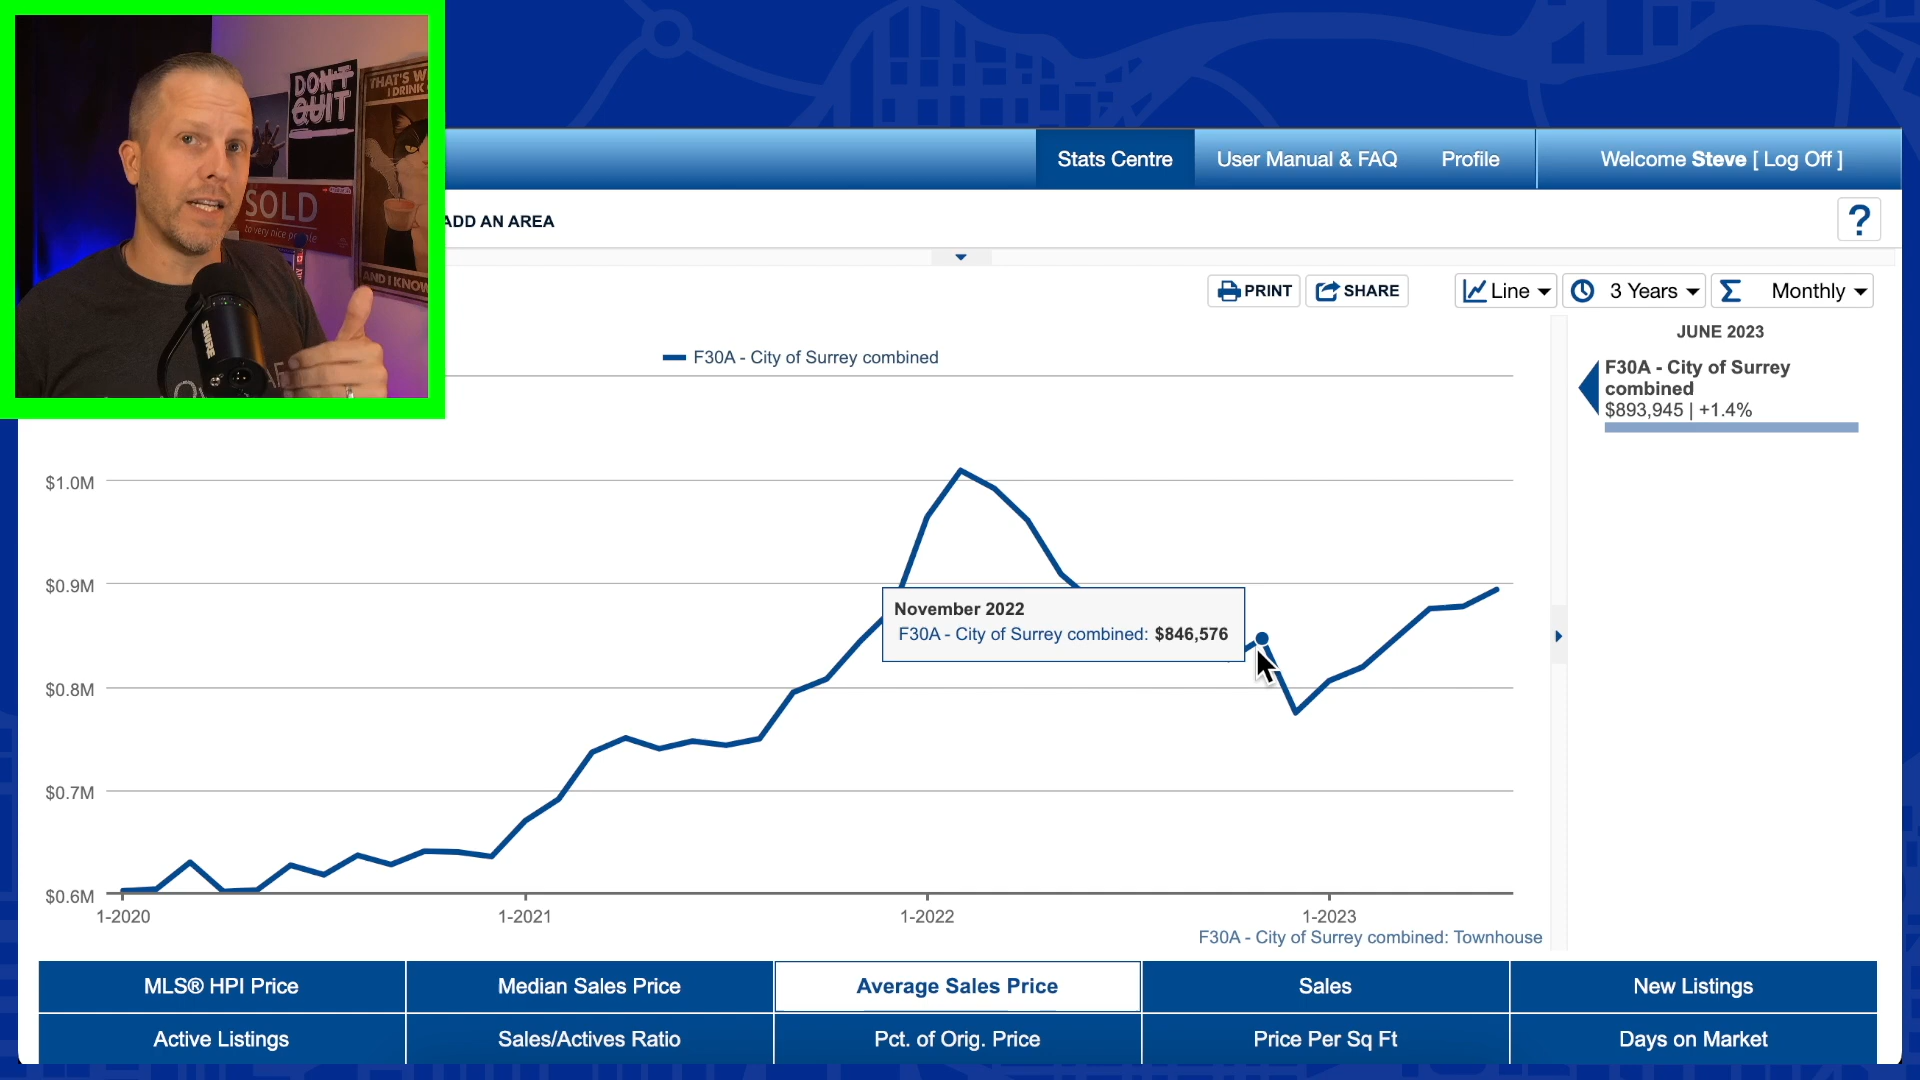 DON'T
QUIT
THAT'S W
I DRINK
SOLD
to very nice pe
AND I KNOW
SHURE
Stats Centre
User Manual & FAQ
Profile
Welcome Steve [ Log Off ]
ADD AN AREA
?
PRINT
SHARE
Line
3 Years
Monthly
JUNE 2023
F30A - City of Surrey
combined
$893,945 | +1.4%
F30A - City of Surrey combined
$1.0M
$0.9M
$0.8M
$0.7M
$0.6M
November 2022
F30A - City of Surrey combined: $846,576
1-2020
1-2021
1-2022
1-2023
F30A - City of Surrey combined: Townhouse
MLS® HPI Price
Median Sales Price
Average Sales Price
Sales
New Listings
Active Listings
Sales/Actives Ratio
Pct. of Orig. Price
Price Per Sq Ft
Days on Market